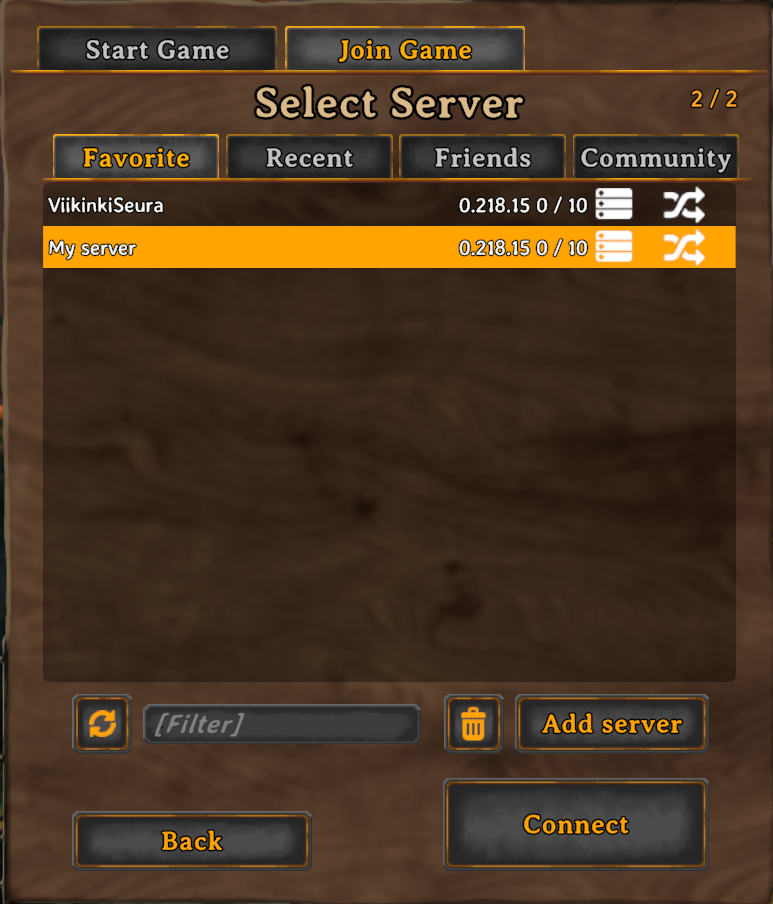 Start Game Join Game
Select Server 2 / 2
Favorite Recent Friends Community
ViikinkiSeura 0.218.15 0 / 10
My server 0.218.15 0 / 10
[Filter] Add server
Connect
Back